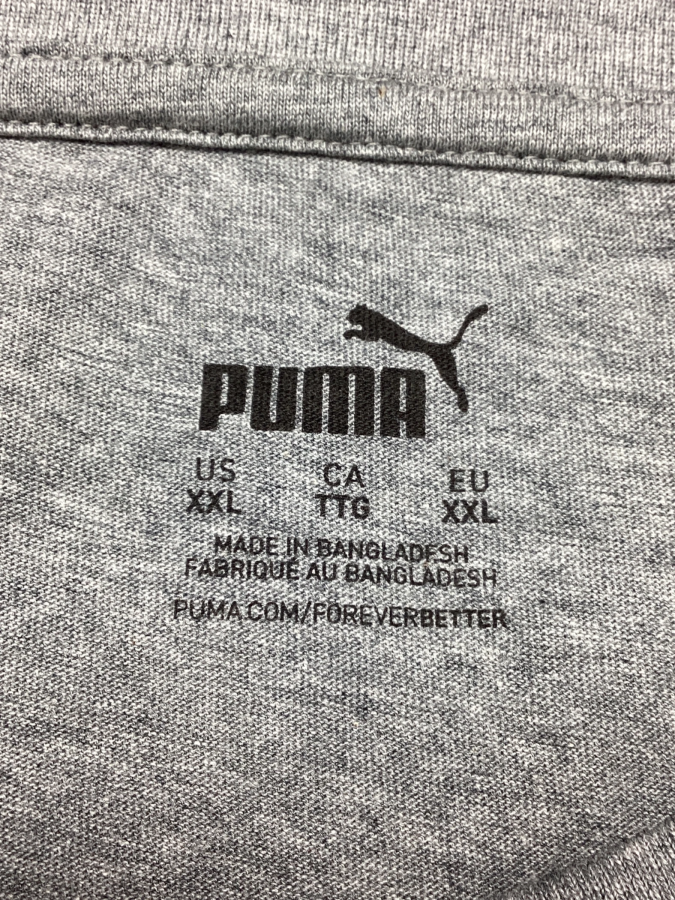 PUMA
US CA EU
XXL TTG XXL
MADE IN BANGLADESH
FABRIQUÉ AU BANGLADESH
PUMA.COM/FOREVERBETTER